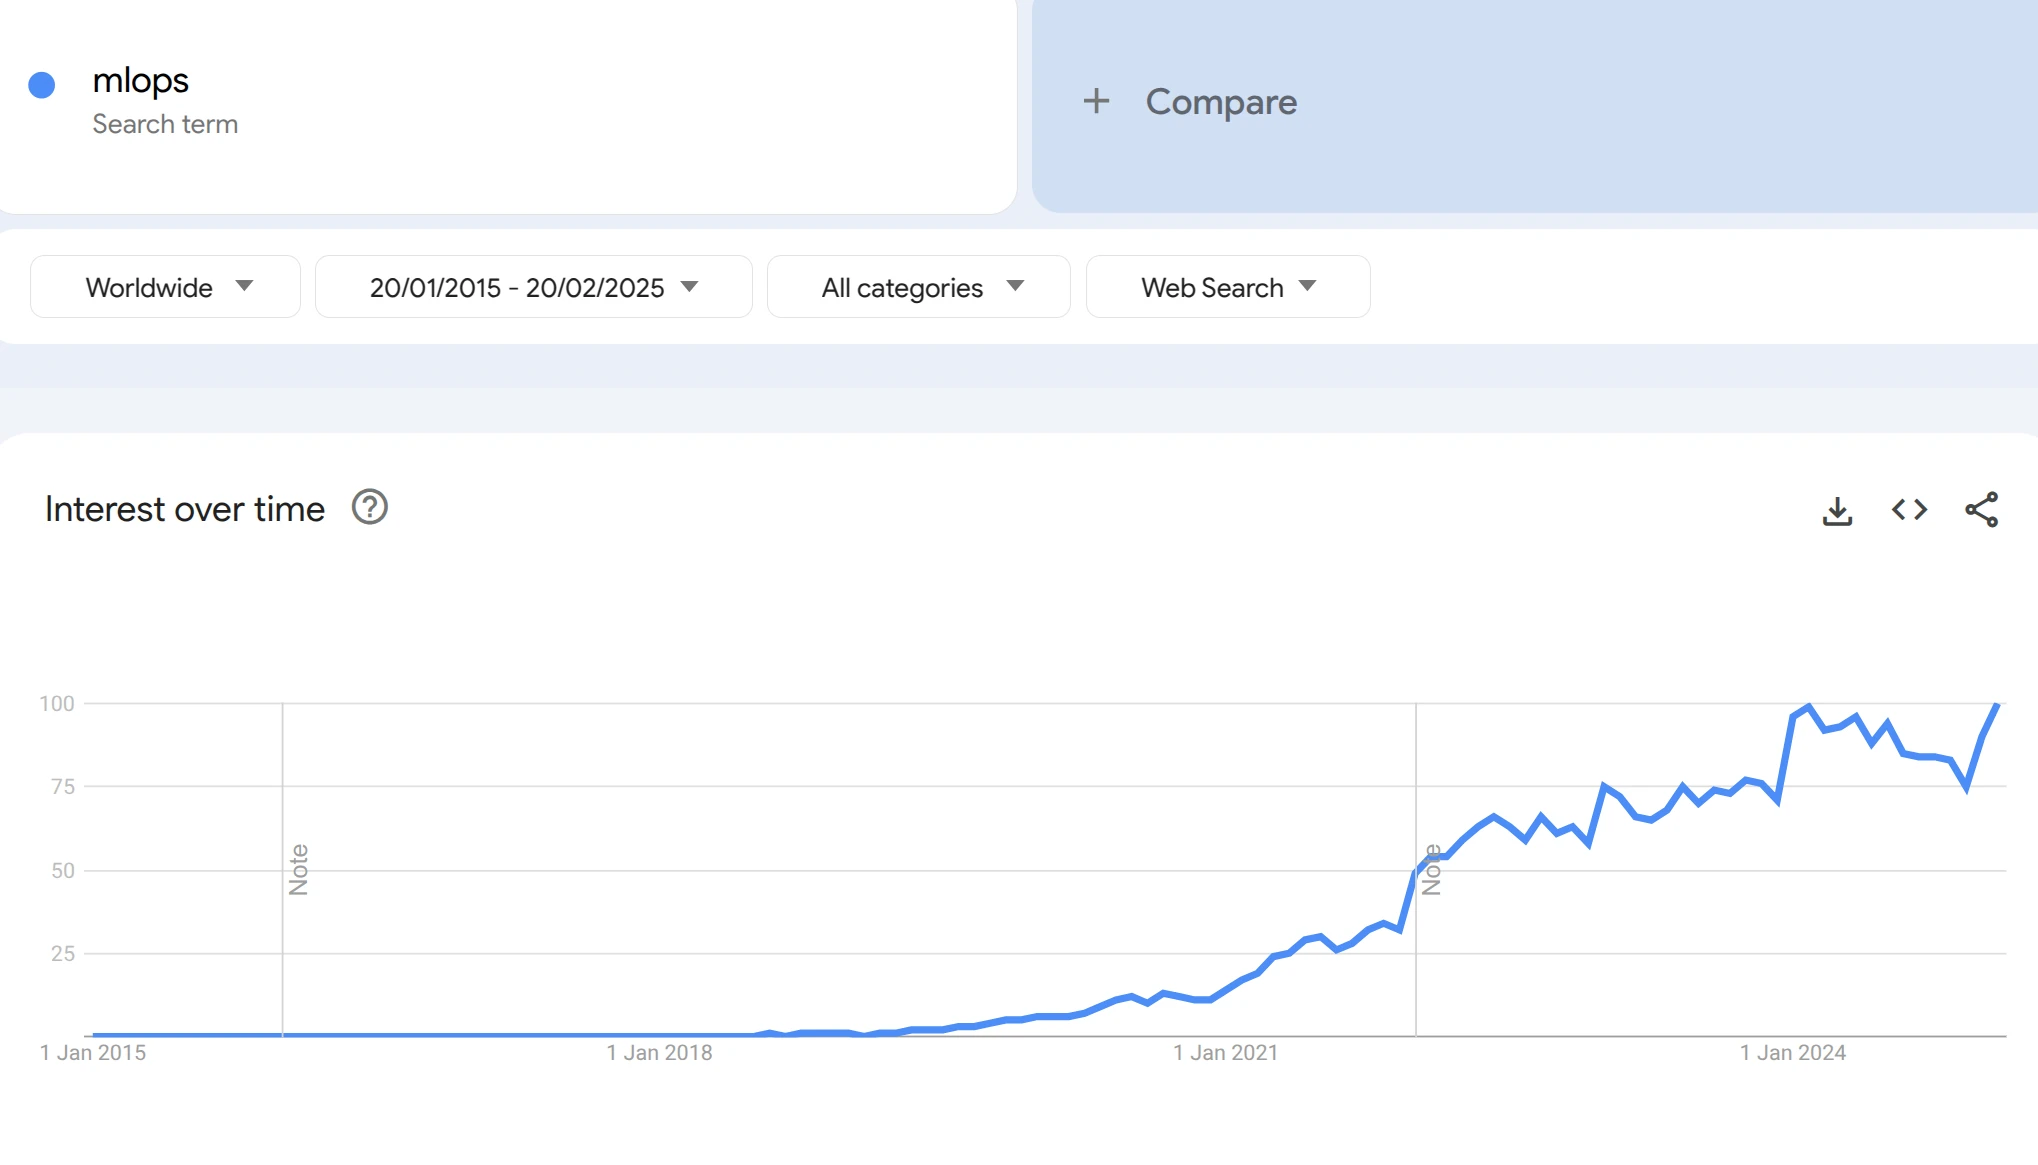 mlops
Search term
+ Compare
Worldwide
20/01/2015 - 20/02/2025
All categories
Web Search
Interest over time
100
75
50
25
Note
Note
1 Jan 2015
1 Jan 2018
1 Jan 2021
1 Jan 2024